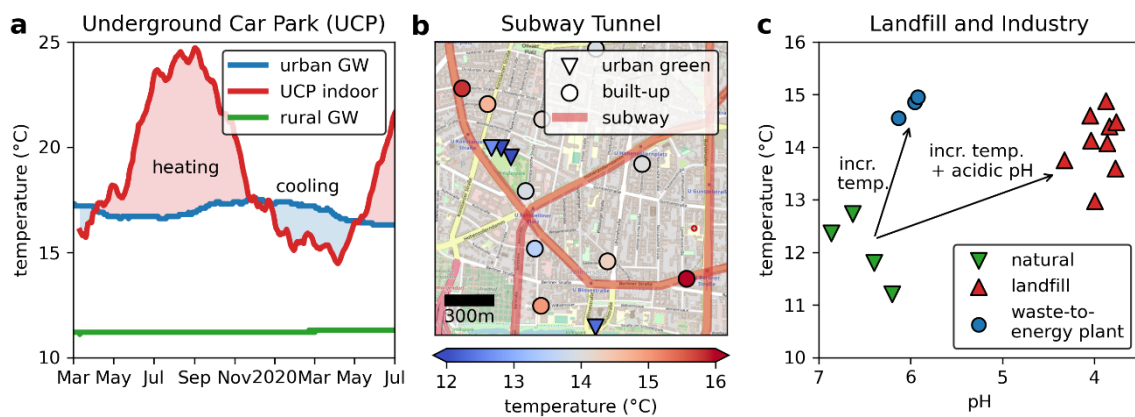 a Underground Car Park (UCP)
25
20
15
10
temperature (°C)
urban GW
UCP indoor
rural GW
heating
cooling
Mar May Jul Sep Nov 2020 Mar May Jul
b Subway Tunnel
urban green
built-up
subway
300m
12 13 14 15 16
temperature (°C)
c Landfill and Industry
16
15
14
13
12
11
10
temperature (°C)
incr.
temp.
incr. temp.
+ acidic pH
natural
landfill
waste-to-
energy plant
7 6 5 4
pH